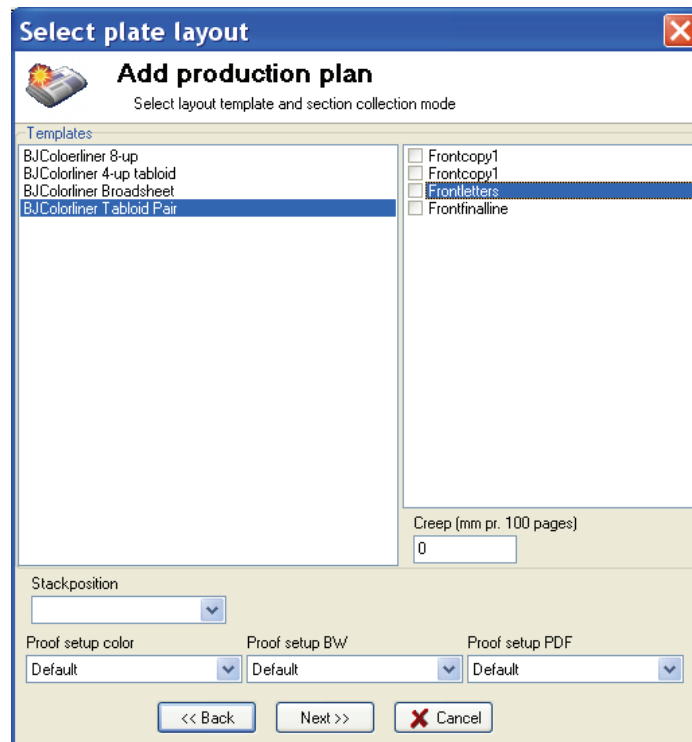 Select plate layout
Add production plan
Select layout template and section collection mode
Templates
BJColoerliner 8-up
BJColorliner 4-up tabloid
BJColorliner Broadsheet
BJColorliner Tabloid Pair
Frontcopy1
Frontcopy1
Frontletters
Frontfinalline
Creep (mm pr. 100 pages)
0
Stackposition
Proof setup color Proof setup BW Proof setup PDF
Default Default Default
<< Back Next >> Cancel